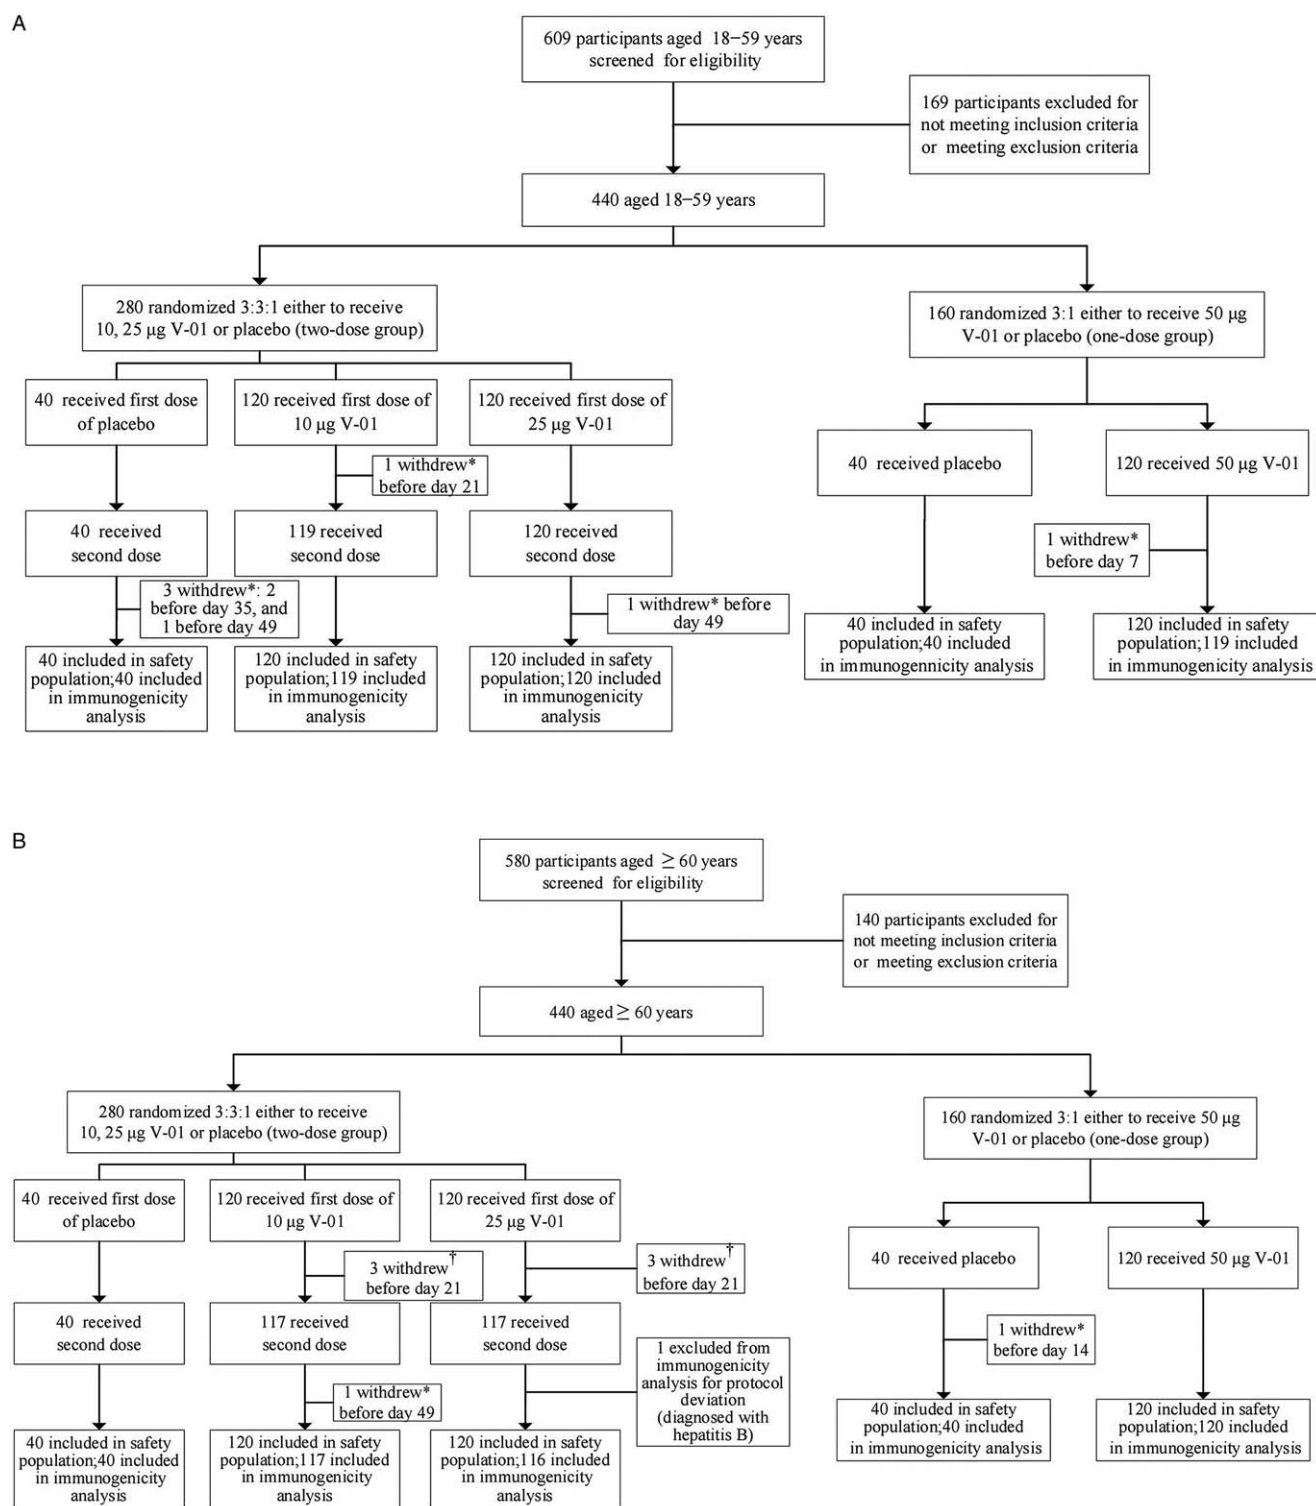 A
609 participants aged 18–59 years
screened for eligibility
169 participants excluded for
not meeting inclusion criteria
or meeting exclusion criteria
440 aged 18–59 years
280 randomized 3:3:1 either to receive
10, 25 μg V-01 or placebo (two-dose group)
160 randomized 3:1 either to receive 50 μg
V-01 or placebo (one-dose group)
40 received first dose
of placebo
120 received first dose of
10 μg V-01
120 received first dose of
25 μg V-01
40 received placebo
120 received 50 μg V-01
1 withdrew*
before day 21
40 received
second dose
119 received
second dose
120 received
second dose
1 withdrew*
before day 7
3 withdrew*: 2
before day 35, and
1 before day 49
1 withdrew* before
day 49
40 included in safety
population;40 included
in immunogenicity
analysis
120 included in safety
population;119 included
in immunogenicity
analysis
120 included in safety
population;120 included
in immunogenicity
analysis
40 included in safety
population;40 included
in immunogennicity analysis
120 included in safety
population;119 included
in immunogenicity analysis
B
580 participants aged ≥ 60 years
screened for eligibility
140 participants excluded for
not meeting inclusion criteria
or meeting exclusion criteria
440 aged ≥ 60 years
280 randomized 3:3:1 either to receive
10, 25 μg V-01 or placebo (two-dose group)
160 randomized 3:1 either to receive 50 μg
V-01 or placebo (one-dose group)
40 received first dose
of placebo
120 received first dose of
10 μg V-01
120 received first dose of
25 μg V-01
40 received placebo
120 received 50 μg V-01
3 withdrew†
before day 21
3 withdrew†
before day 21
40 received
second dose
117 received
second dose
117 received
second dose
1 withdrew*
before day 14
1 withdrew*
before day 49
1 excluded from
immunogenicity
analysis for protocol
deviation
(diagnosed with
hepatitis B)
40 included in safety
population;40 included
in immunogenicity
analysis
120 included in safety
population;117 included
in immunogenicity
analysis
120 included in safety
population;116 included
in immunogenicity
analysis
40 included in safety
population;40 included
in immunogenicity analysis
120 included in safety
population;120 included
in immunogenicity analysis